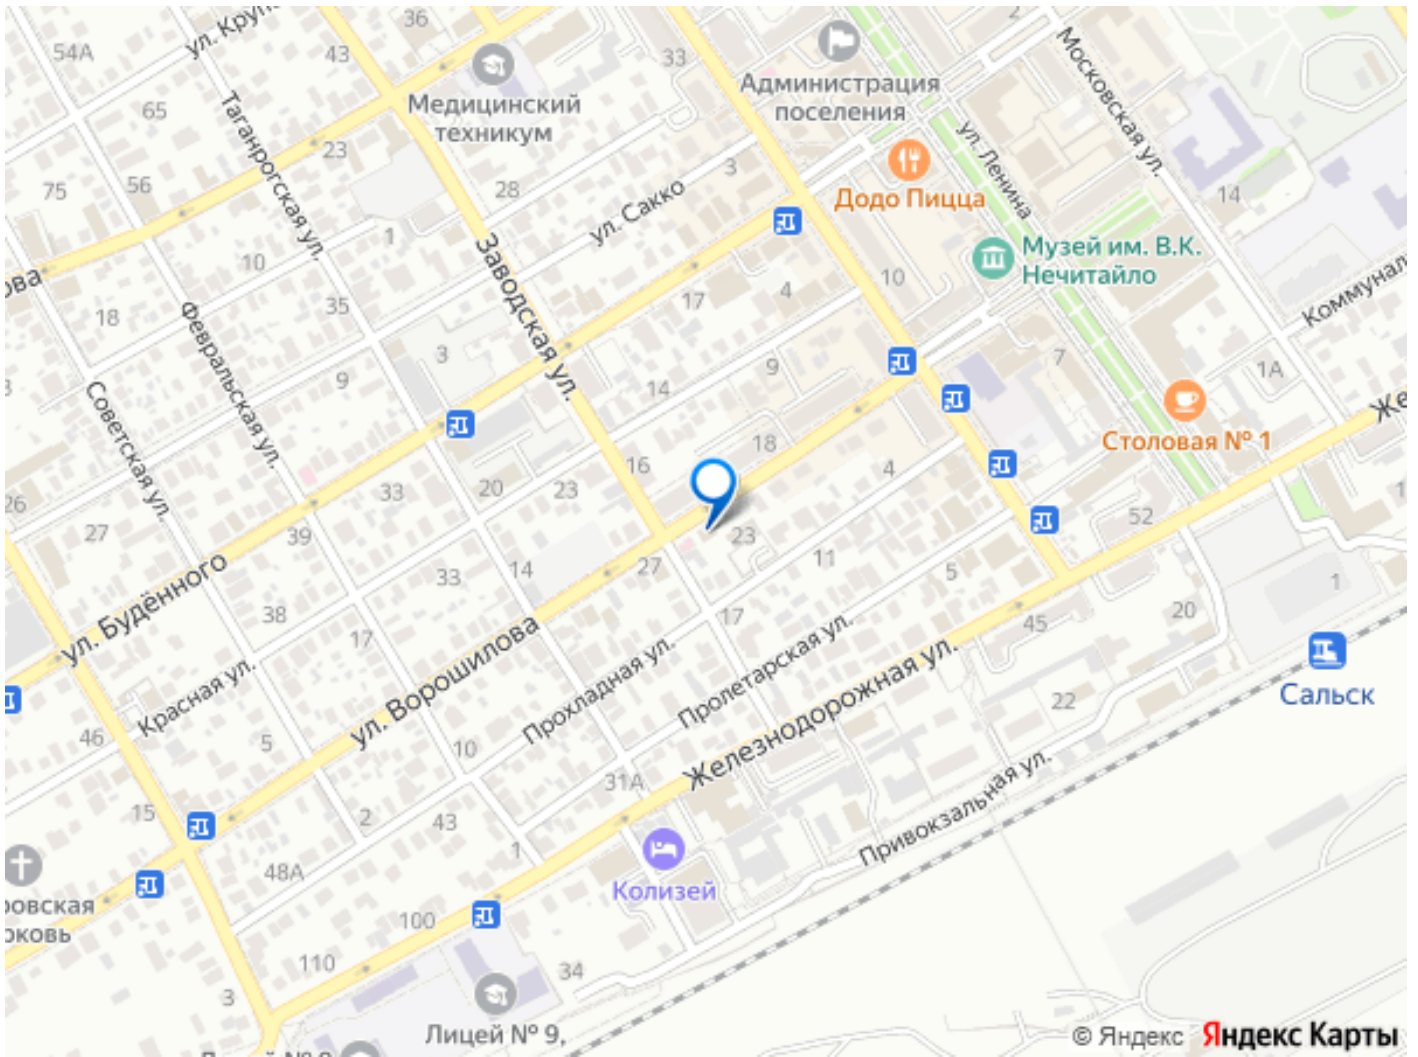 36
2
54А
ул. Круп
43
33
Московская ул.
Администрация
поселения
Медицинский
техникум
65
Таганрогская ул.
23
ул. Ленина
3
Додо Пицца
14
75
56
28
ул. Сакко
1
Заводская ул.
Музей им. В.К.
Нечитайло
10
10
ова
4
17
Коммунал
18
35
Февральская ул.
3
7
9
1А
9
14
Же
Советская ул.
Столовая № 1
18
16
4
26
33
20
23
27
39
52
23
11
ул. Будённого
33
14
27
5
1
38
17
17
20
45
ул. Ворошилова
Прохладная ул.
Пролетарская ул.
Железнодорожная ул.
Сальск
Красная ул.
22
46
5
10
31А
Привокзальная ул.
15
2
43
1
48А
Колизей
ровская
рковь
100
110
34
3
Лицей № 9,
© Яндекс Яндекс Карты